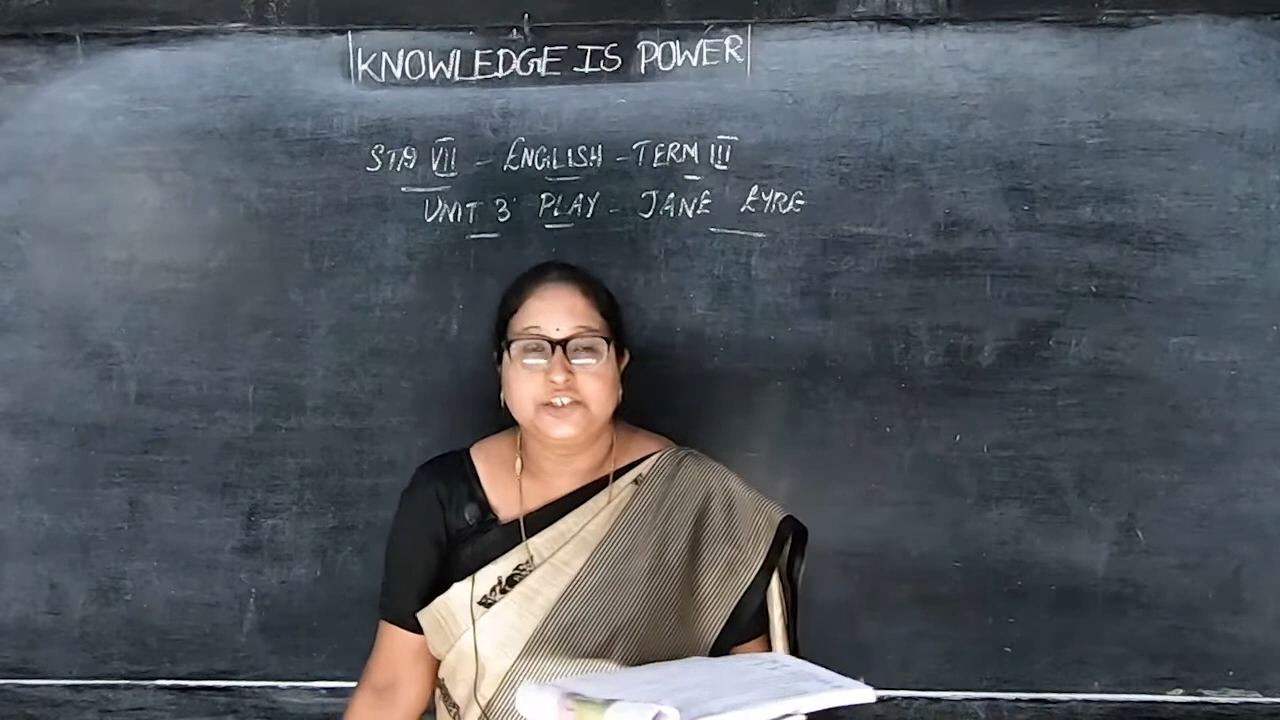 KNOWLEDGE IS POWER
STD VII - ENGLISH - TERM III
UNIT 3 PLAY - JANE EYRE